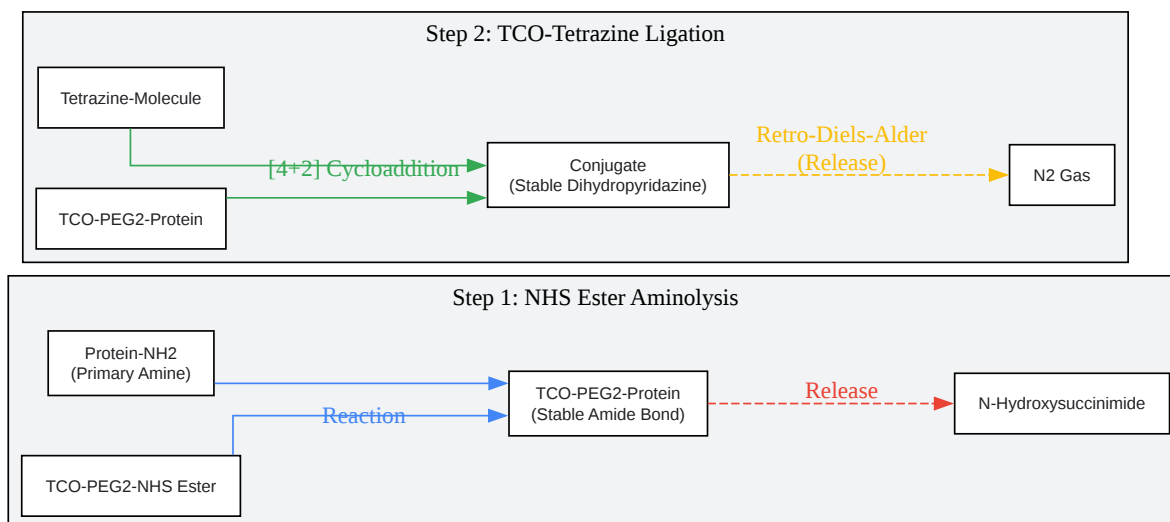 Step 2: TCO-Tetrazine Ligation
Tetrazine-Molecule
[4+2] Cycloaddition
TCO-PEG2-Protein
Conjugate
(Stable Dihydropyridazine)
Retro-Diels-Alder
(Release)
N2 Gas
Step 1: NHS Ester Aminolysis
Protein-NH2
(Primary Amine)
Reaction
TCO-PEG2-NHS Ester
TCO-PEG2-Protein
(Stable Amide Bond)
Release
N-Hydroxysuccinimide